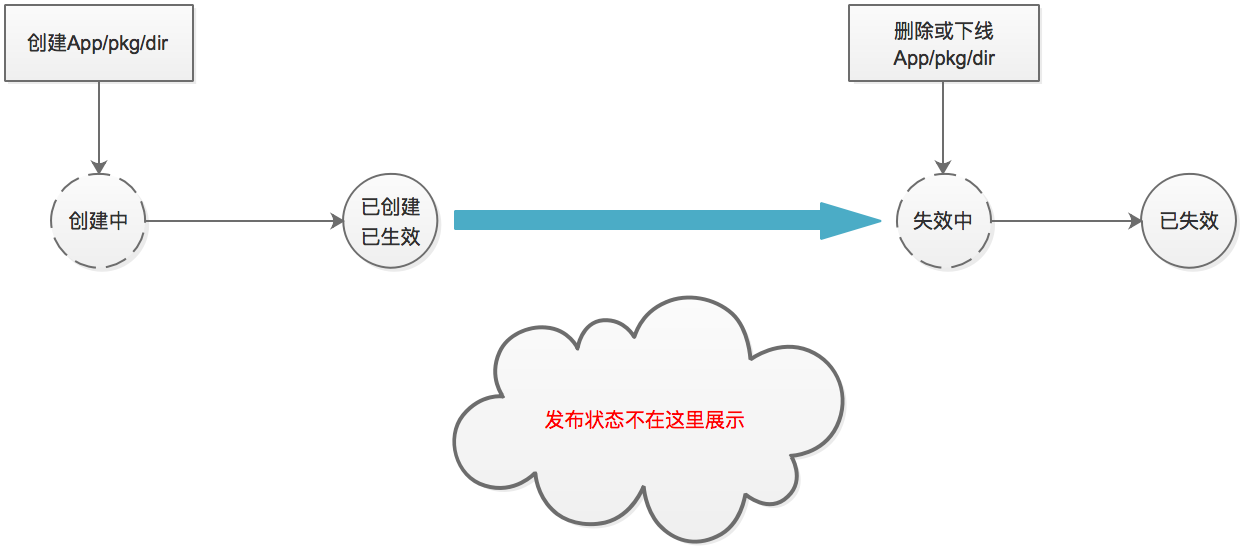 创建App/pkg/dir
删除或下线
App/pkg/dir
创建中
已创建
已生效
失效中
已失效
发布状态不在这里展示